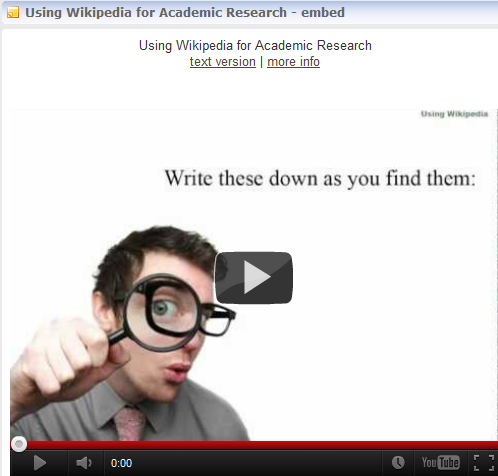 Using Wikipedia for Academic Research - embed
Using Wikipedia for Academic Research
text version | more info
Using Wikipedia
Write these down as you find them:
0:00
YouTube